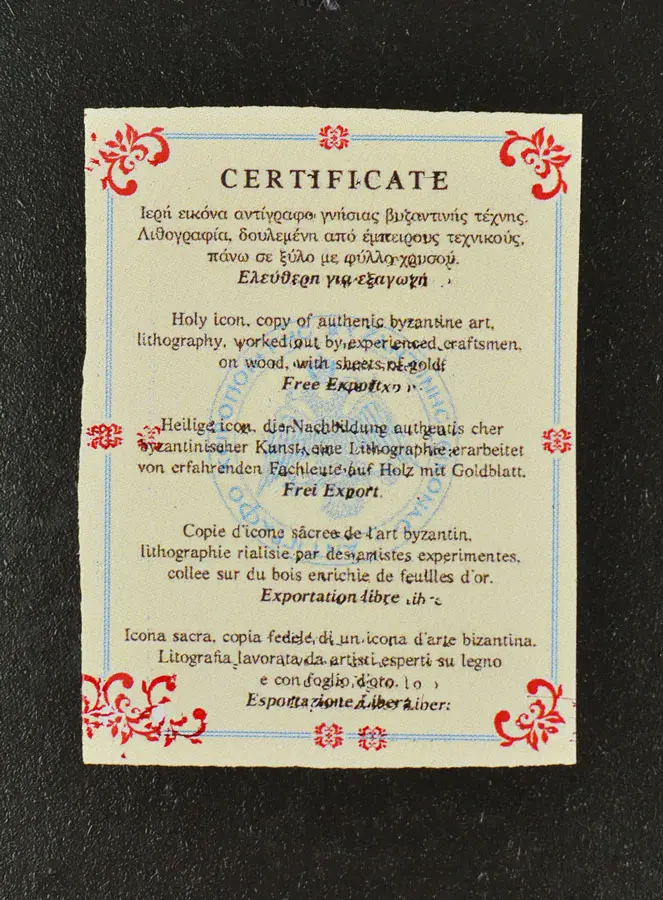 CERTIFICATE
Ιερή εικόνα αντίγραφο γνήσιας βυζαντινής τέχνης.
Λιθογραφία, δουλεμένη από έμπειρους τεχνικούς,
πάνω σε ξύλο με φύλλο χρυσού.
Ελεύθερη για εξαγωγή
Holy icon, copy of authenic byzantine art,
lithography, worked out by experienced craftsmen.
on wood, with sheets of gold
Free Export
Heilige icon, die Nachbildung authentis cher
byzantinischer Kunst, eine Lithographie erarbeitet
von erfahrenden Fachleute auf Holz mit Goldblatt.
Frei Export.
Copie d'icone sâcree de l'art byzantin,
lithographie rialisie par des artistes experimentes,
collee sur du bois enrichie de feuilles d'or.
Exportation libre
Icona sacra, copia fedele di un icona d'arte bizantina.
Litografia lavorata da artisti esperti su legno
e con foglio d'oro.
Esportazione Libera